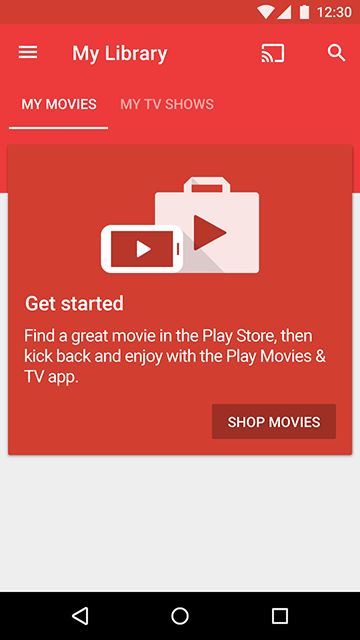 12:30
My Library
MY MOVIES MY TV SHOWS
Get started
Find a great movie in the Play Store, then
kick back and enjoy with the Play Movies &
TV app.
SHOP MOVIES